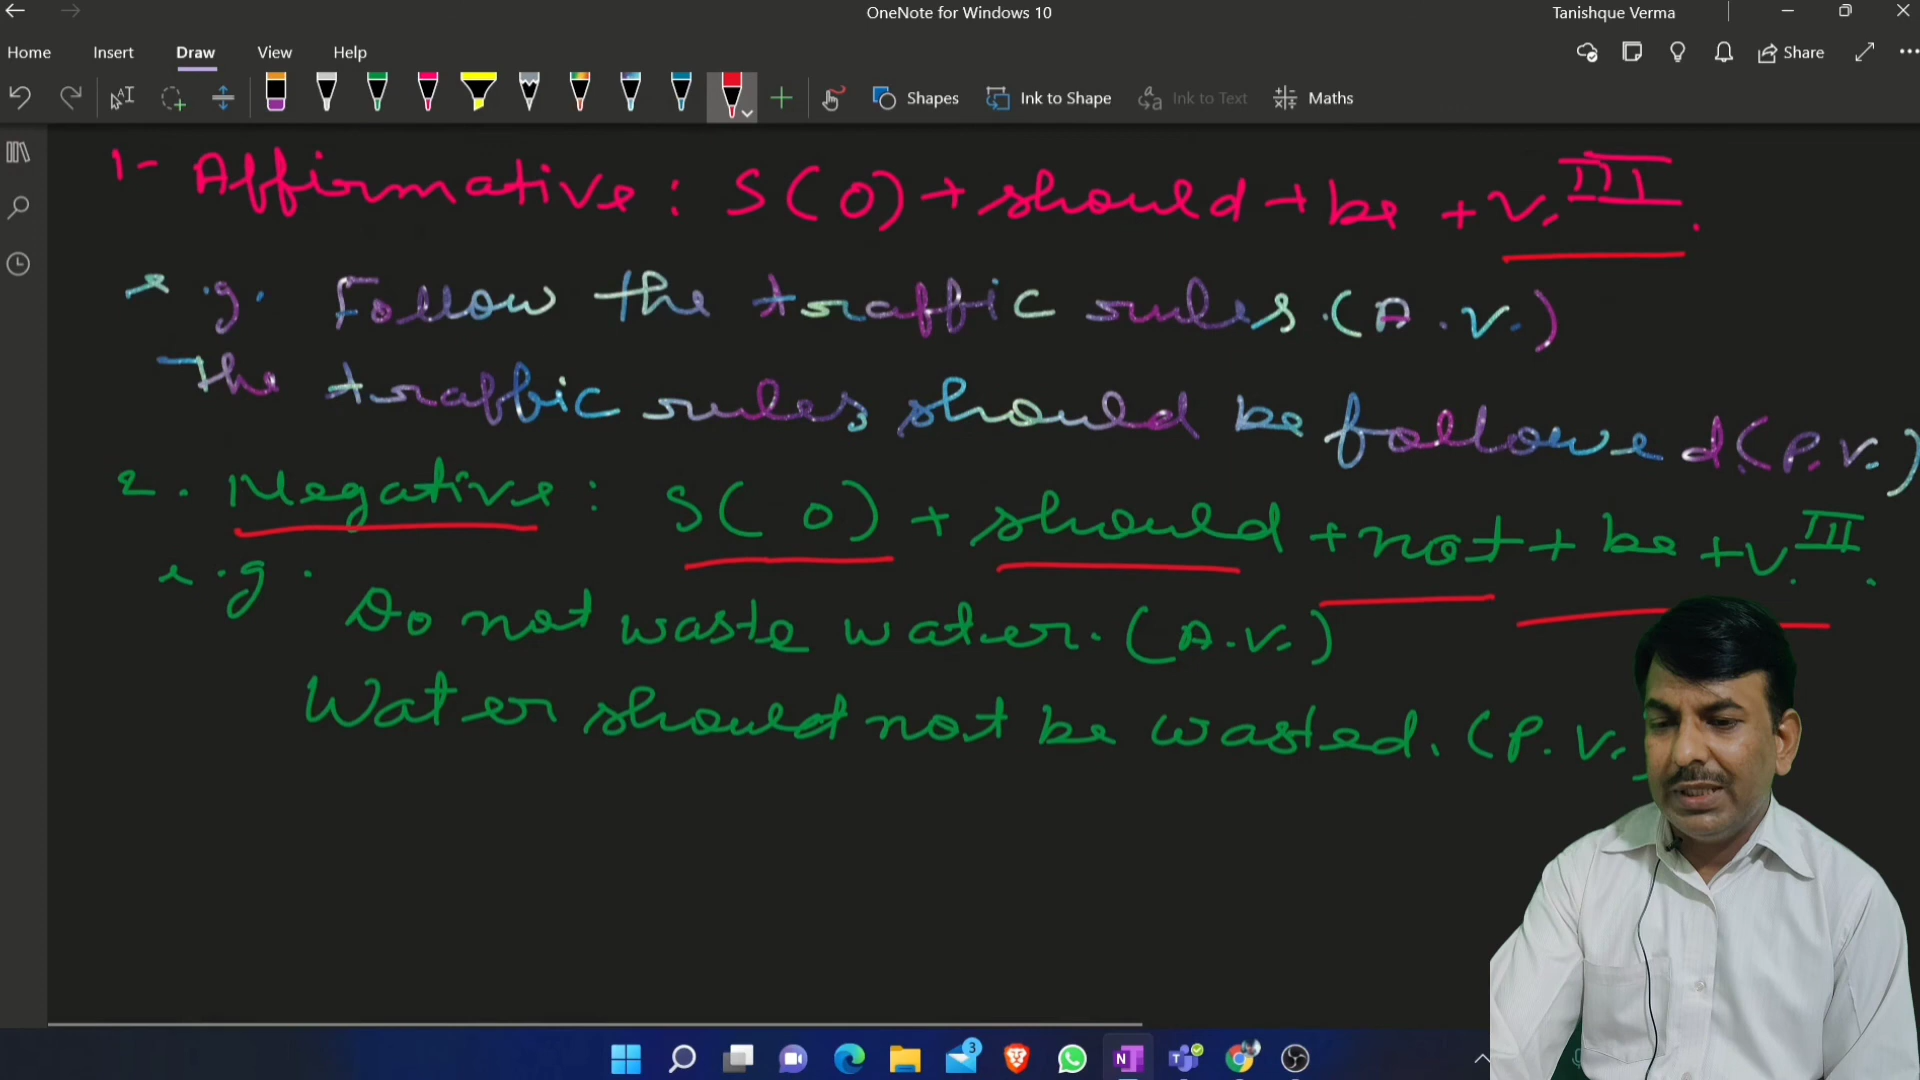 OneNote for Windows 10
Tanishque Verma
Home Insert Draw View Help
Share
Shapes Ink to Shape Ink to Text Maths
1- Affirmative: S(O)+should+be+V.III.
e.g. Follow the traffic rules.(A.V.)
The traffic rules should be followed.(P.V.)
2. Negative: S(O)+should+not+be+V.III.
e.g. Do not waste water.(A.V.)
Water should not be wasted.(P.V.)
3